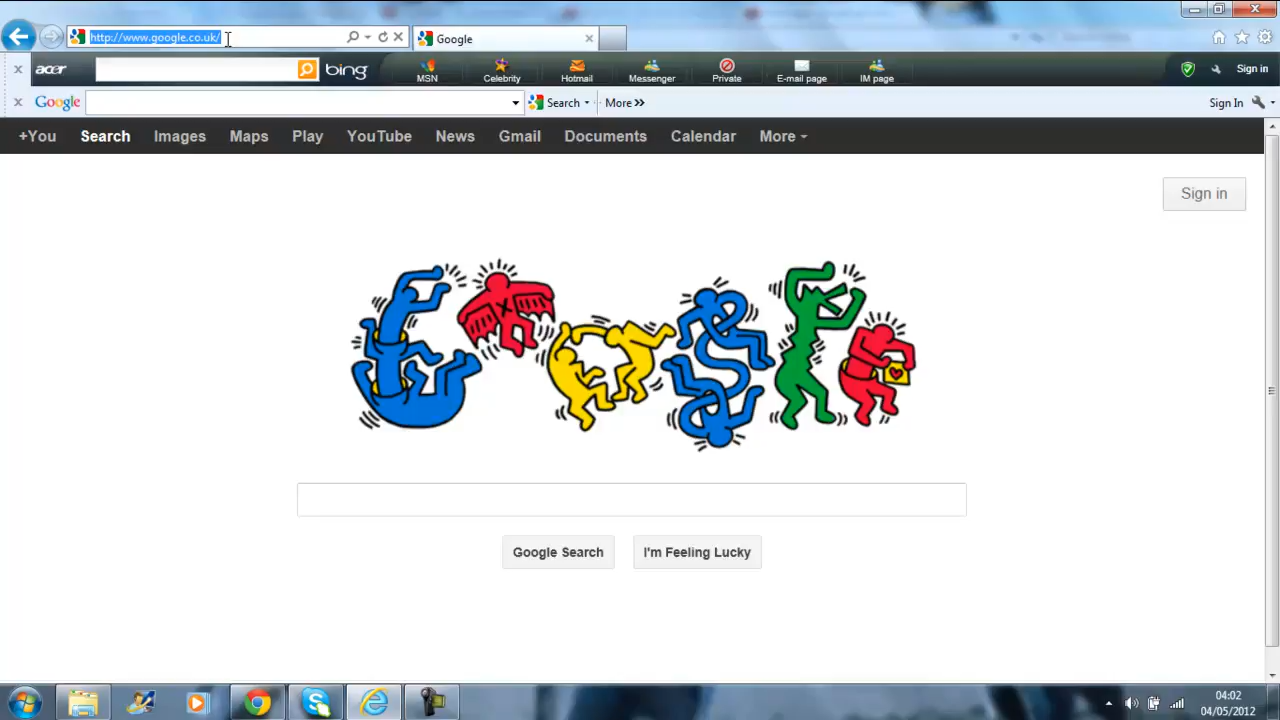 http://www.google.co.uk/
Google
acer
bing
MSN
Celebrity
Hotmail
Messenger
Private
E-mail page
IM page
Sign in
Google
Search
More
Sign In
+You
Search
Images
Maps
Play
YouTube
News
Gmail
Documents
Calendar
More
Sign in
Google Search
I'm Feeling Lucky
04:02
04/05/2012